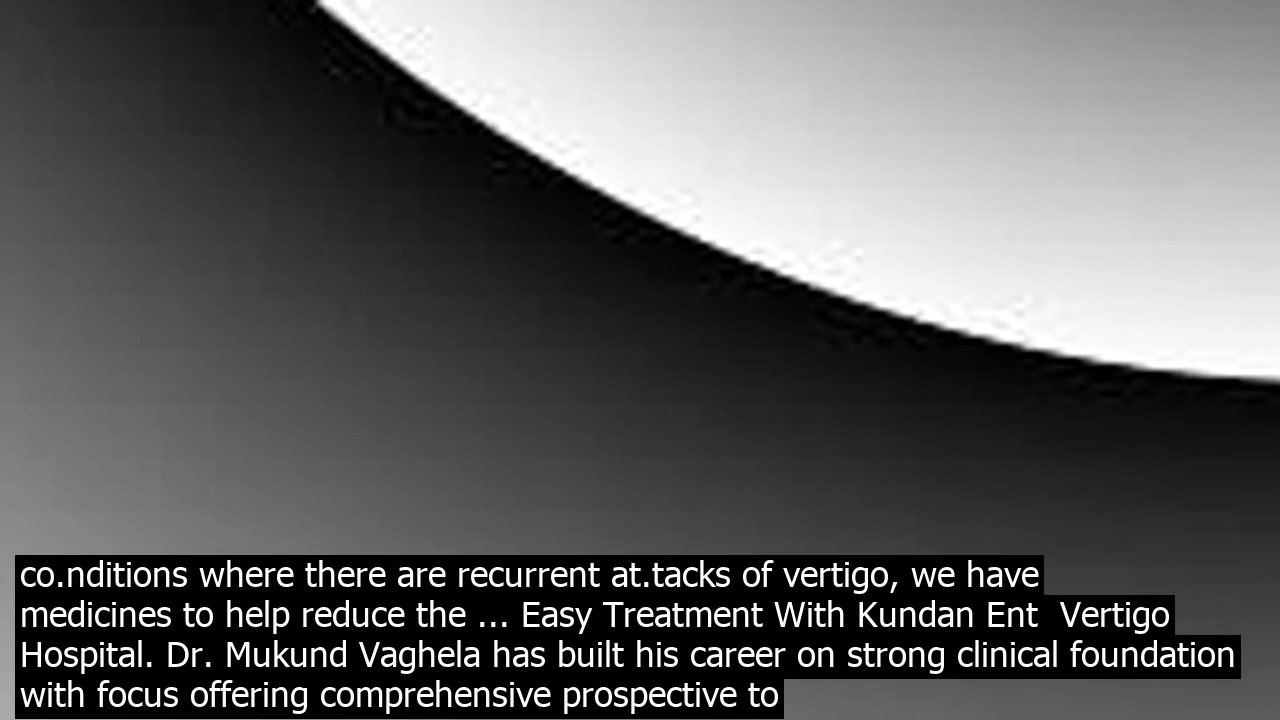 co.nditions where there are recurrent at.tacks of vertigo, we have
medicines to help reduce the ... Easy Treatment With Kundan Ent  Vertigo
Hospital. Dr. Mukund Vaghela has built his career on strong clinical foundation
with focus offering comprehensive prospective to